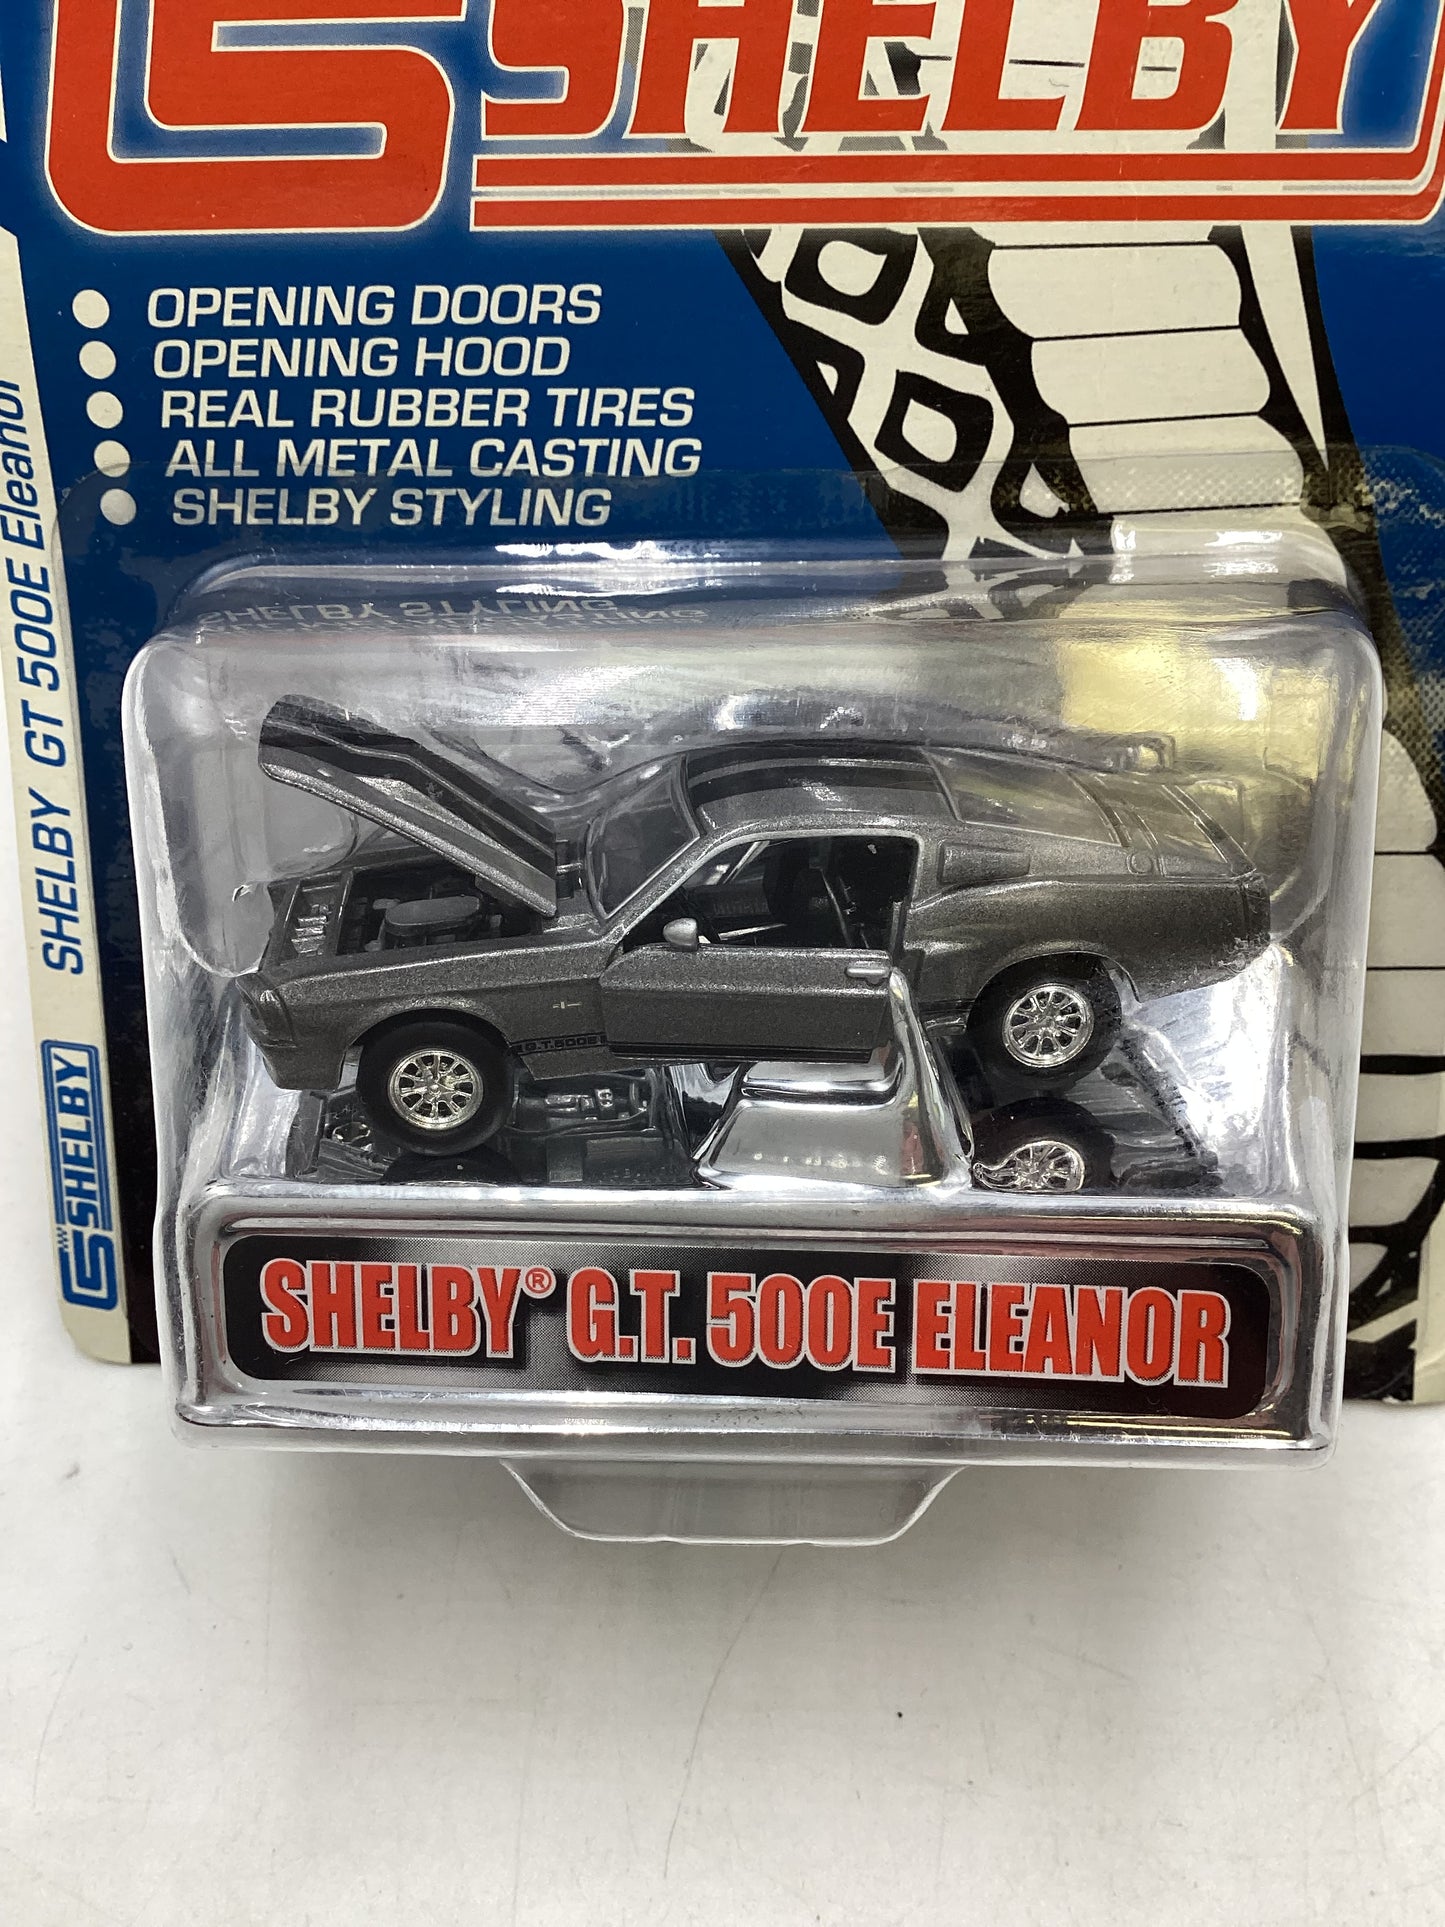 SHELBY
OPENING DOORS
OPENING HOOD
REAL RUBBER TIRES
ALL METAL CASTING
SHELBY STYLING
SHELBY GT 500E Eleanor
SHELBY
G.T.500E
SHELBY® G.T. 500E ELEANOR